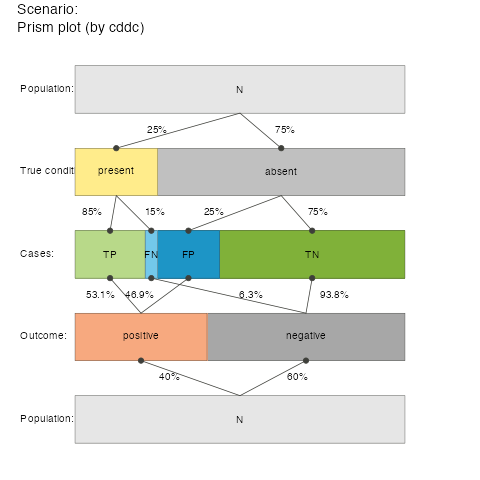 Scenario:
Prism plot (by cddc)
Population:
N
25%
75%
True condit
present
absent
85%
15%
25%
75%
Cases:
TP
FN
FP
TN
53.1%
46.9%
6.3%
93.8%
Outcome:
positive
negative
40%
60%
Population:
N